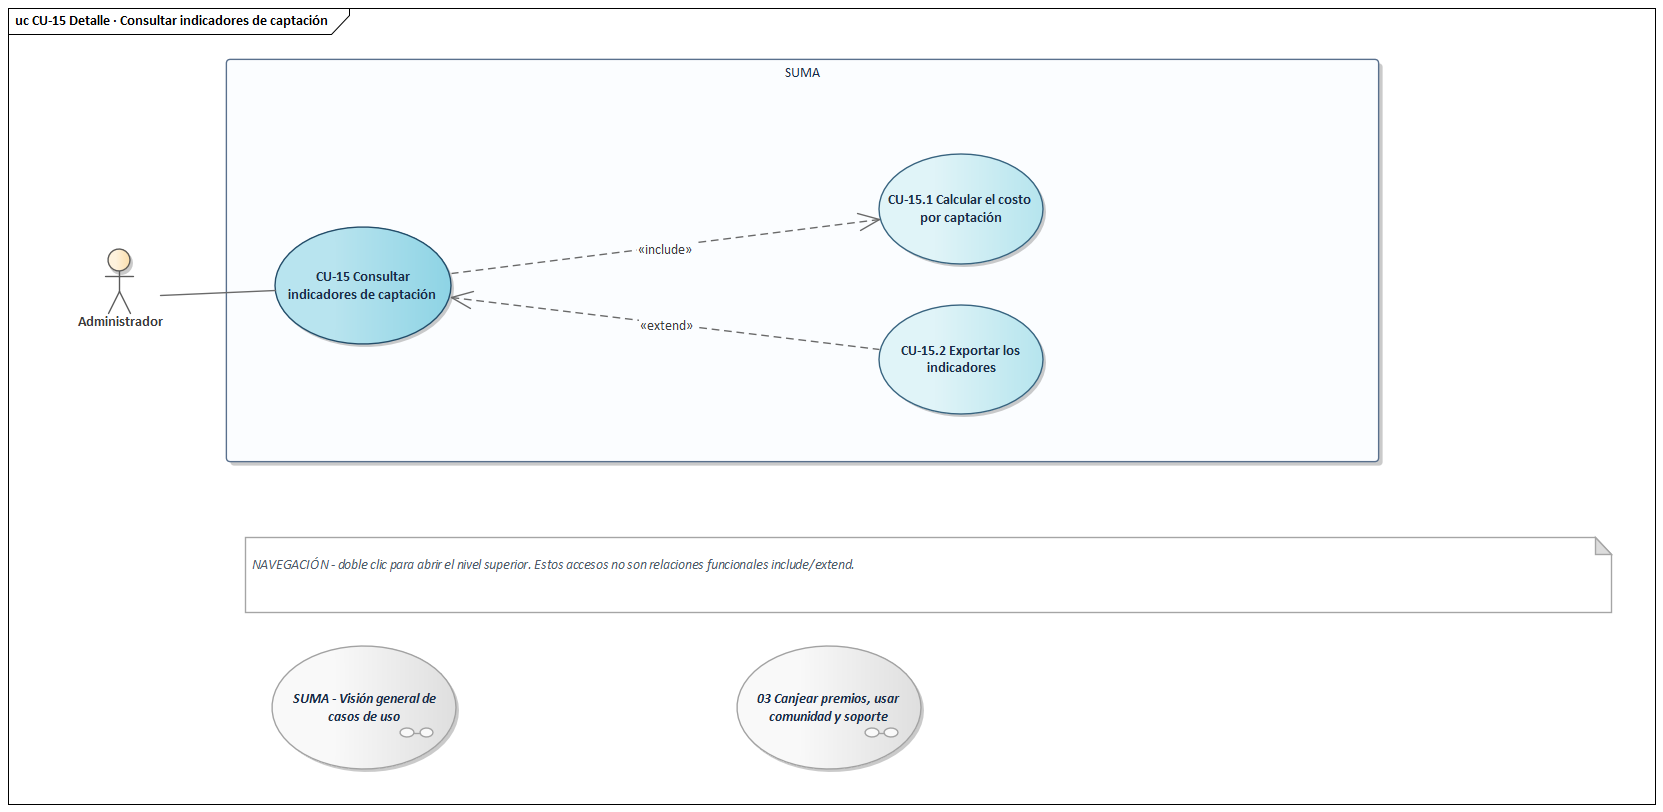 uc CU-15 Detalle · Consultar indicadores de captación
SUMA
CU-15.1 Calcular el costo
por captación
«include»
CU-15 Consultar
indicadores de captación
Administrador
«extend»
CU-15.2 Exportar los
indicadores
NAVEGACIÓN - doble clic para abrir el nivel superior. Estos accesos no son relaciones funcionales include/extend.
SUMA - Visión general de
casos de uso
03 Canjear premios, usar
comunidad y soporte